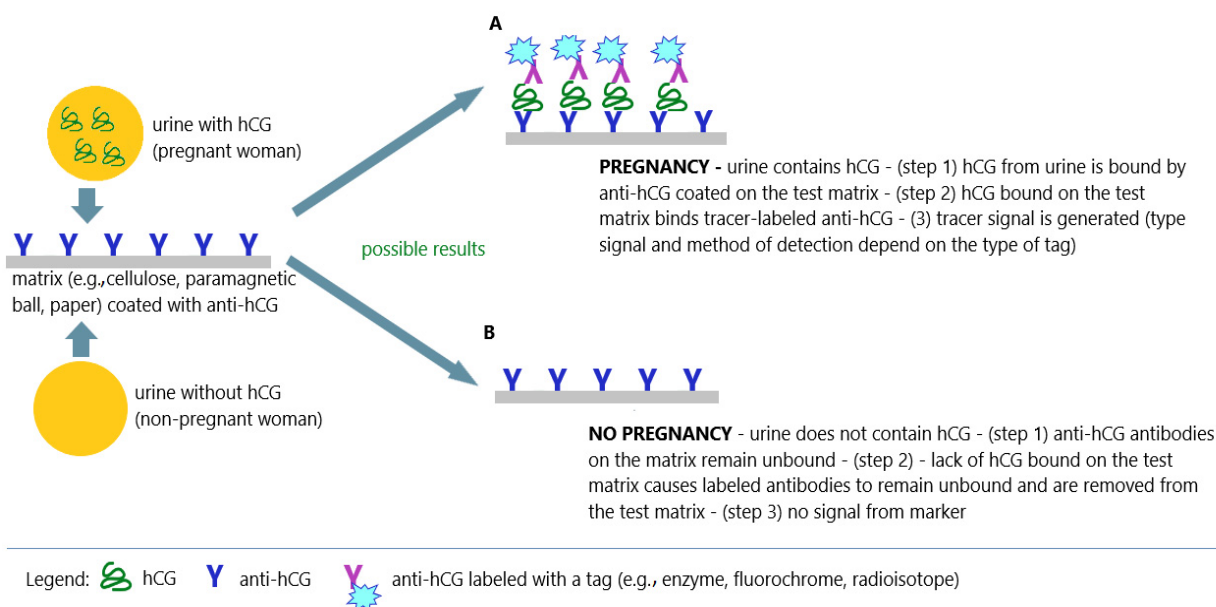 A
urine with hCG
(pregnant woman)
PREGNANCY - urine contains hCG - (step 1) hCG from urine is bound by
anti-hCG coated on the test matrix - (step 2) hCG bound on the test
matrix binds tracer-labeled anti-hCG - (3) tracer signal is generated (type
signal and method of detection depend on the type of tag)
possible results
matrix (e.g.,cellulose, paramagnetic
ball, paper) coated with anti-hCG
B
urine without hCG
(non-pregnant woman)
NO PREGNANCY - urine does not contain hCG - (step 1) anti-hCG antibodies
on the matrix remain unbound - (step 2) - lack of hCG bound on the test
matrix causes labeled antibodies to remain unbound and are removed from
the test matrix - (step 3) no signal from marker
Legend: hCG anti-hCG anti-hCG labeled with a tag (e.g., enzyme, fluorochrome, radioisotope)